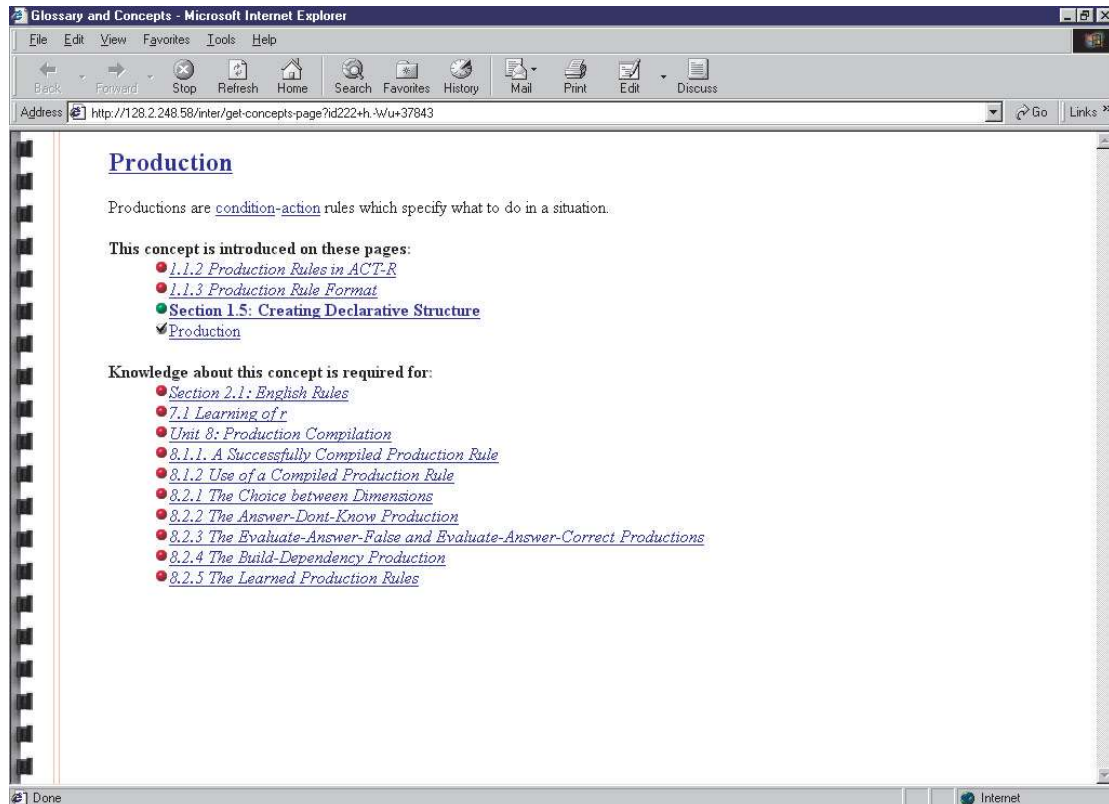 Glossary and Concepts - Microsoft Internet Explorer
File Edit View Favorites Tools Help
Back Forward Stop Refresh Home Search Favorites History Mail Print Edit Discuss
Address http://128.2.248.58/inter/get-concepts-page?id222+h.-Wu+37843 Go Links »
Production
Productions are condition-action rules which specify what to do in a situation.
This concept is introduced on these pages:
1.1.2 Production Rules in ACT-R
1.1.3 Production Rule Format
Section 1.5: Creating Declarative Structure
Production
Knowledge about this concept is required for:
Section 2.1: English Rules
7.1 Learning of r
Unit 8: Production Compilation
8.1.1. A Successfully Compiled Production Rule
8.1.2 Use of a Compiled Production Rule
8.2.1 The Choice between Dimensions
8.2.2 The Answer-Dont-Know Production
8.2.3 The Evaluate-Answer-False and Evaluate-Answer-Correct Productions
8.2.4 The Build-Dependency Production
8.2.5 The Learned Production Rules
Done Internet